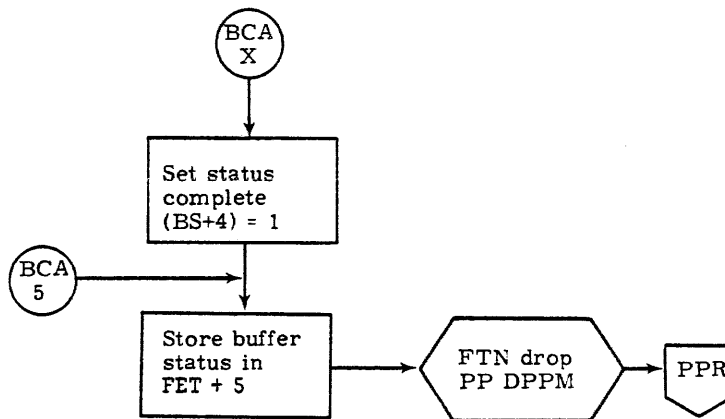 BCA
X
Set status
complete
(BS+4) = 1
BCA
5
Store buffer
status in
FET + 5
FTN drop
PP DPPM
PPR